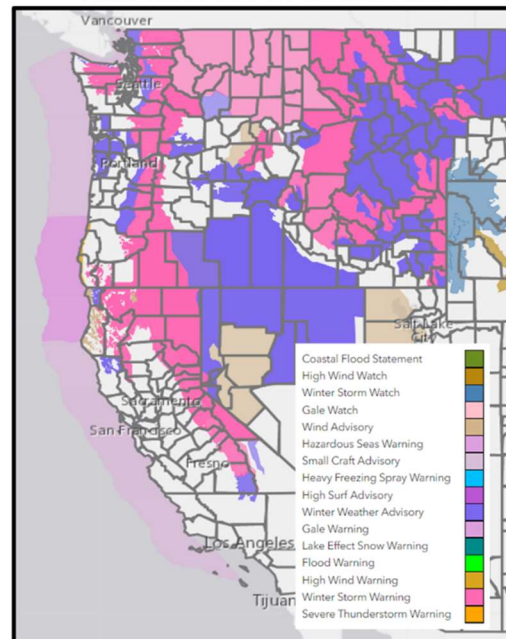 Vancouver
Seattle
Portland
Salt Lake
City
Sacramento
San Francisco
Fresno
Los Angeles
Tijuan
Coastal Flood Statement
High Wind Watch
Winter Storm Watch
Gale Watch
Wind Advisory
Hazardous Seas Warning
Small Craft Advisory
Heavy Freezing Spray Warning
High Surf Advisory
Winter Weather Advisory
Gale Warning
Lake Effect Snow Warning
Flood Warning
High Wind Warning
Winter Storm Warning
Severe Thunderstorm Warning